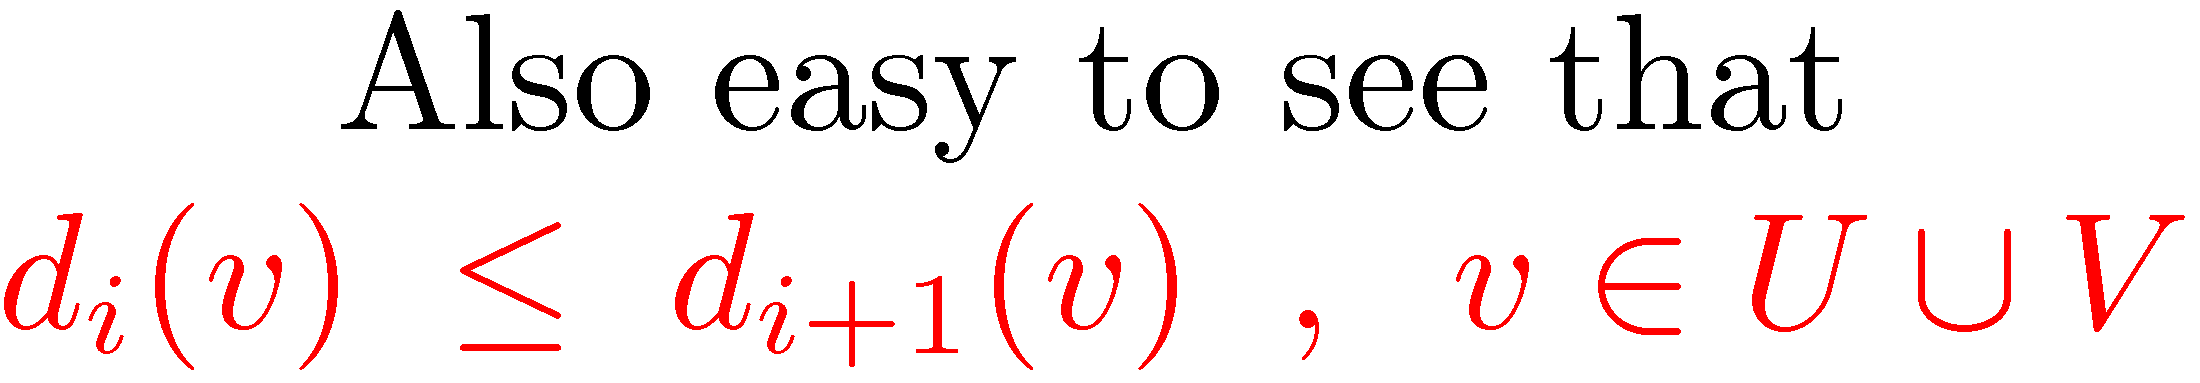 Also easy to see that
d_i(v) ≤ d_{i+1}(v) , v ∈ U ∪ V